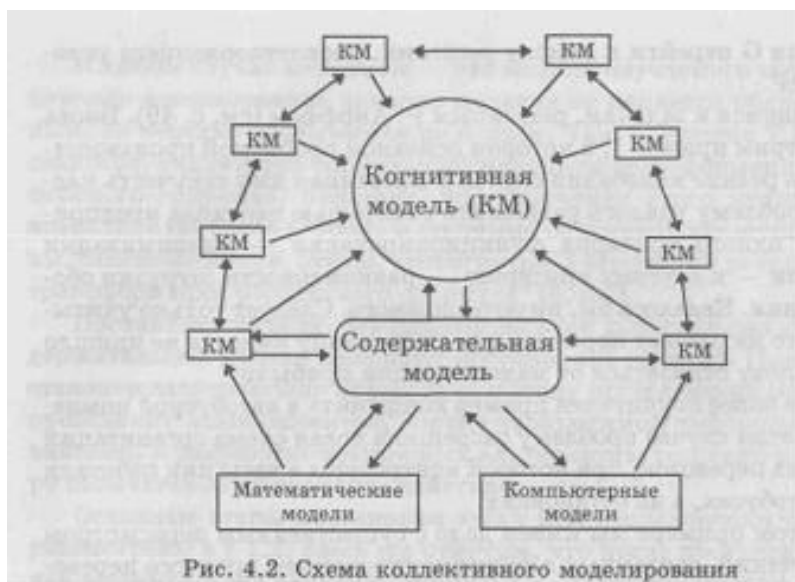 КМ
КМ
КМ
КМ
Когнитивная
модель (КМ)
КМ
КМ
КМ
КМ
Содержательная
модель
Математические
модели
Компьютерные
модели
Рис. 4.2. Схема коллективного моделирования